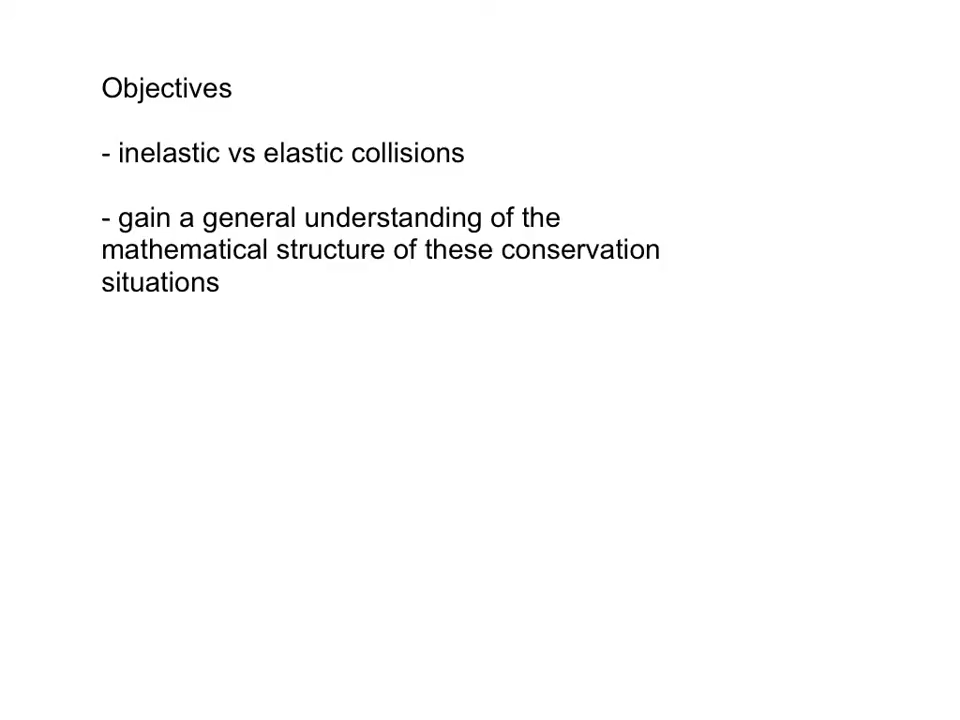 Objectives
- inelastic vs elastic collisions
- gain a general understanding of the
mathematical structure of these conservation
situations